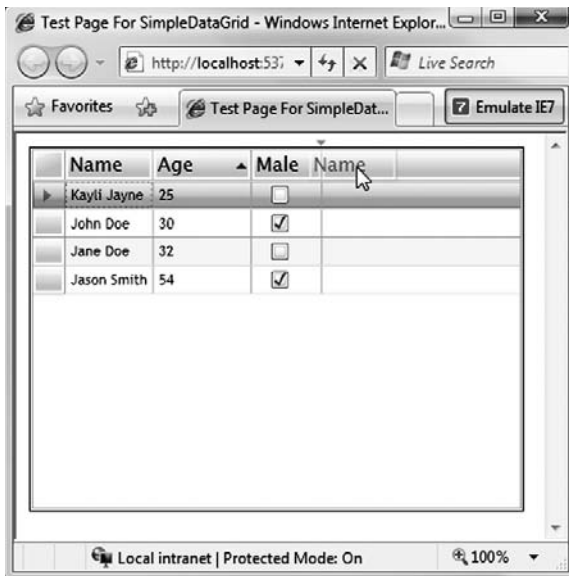 Test Page For SimpleDataGrid - Windows Internet Explor...
http://localhost:537
Live Search
Favorites
Test Page For SimpleDat...
7 Emulate IE7
Name Age Male Name
Kayli Jayne 25
John Doe 30
Jane Doe 32
Jason Smith 54
Local intranet | Protected Mode: On
100%